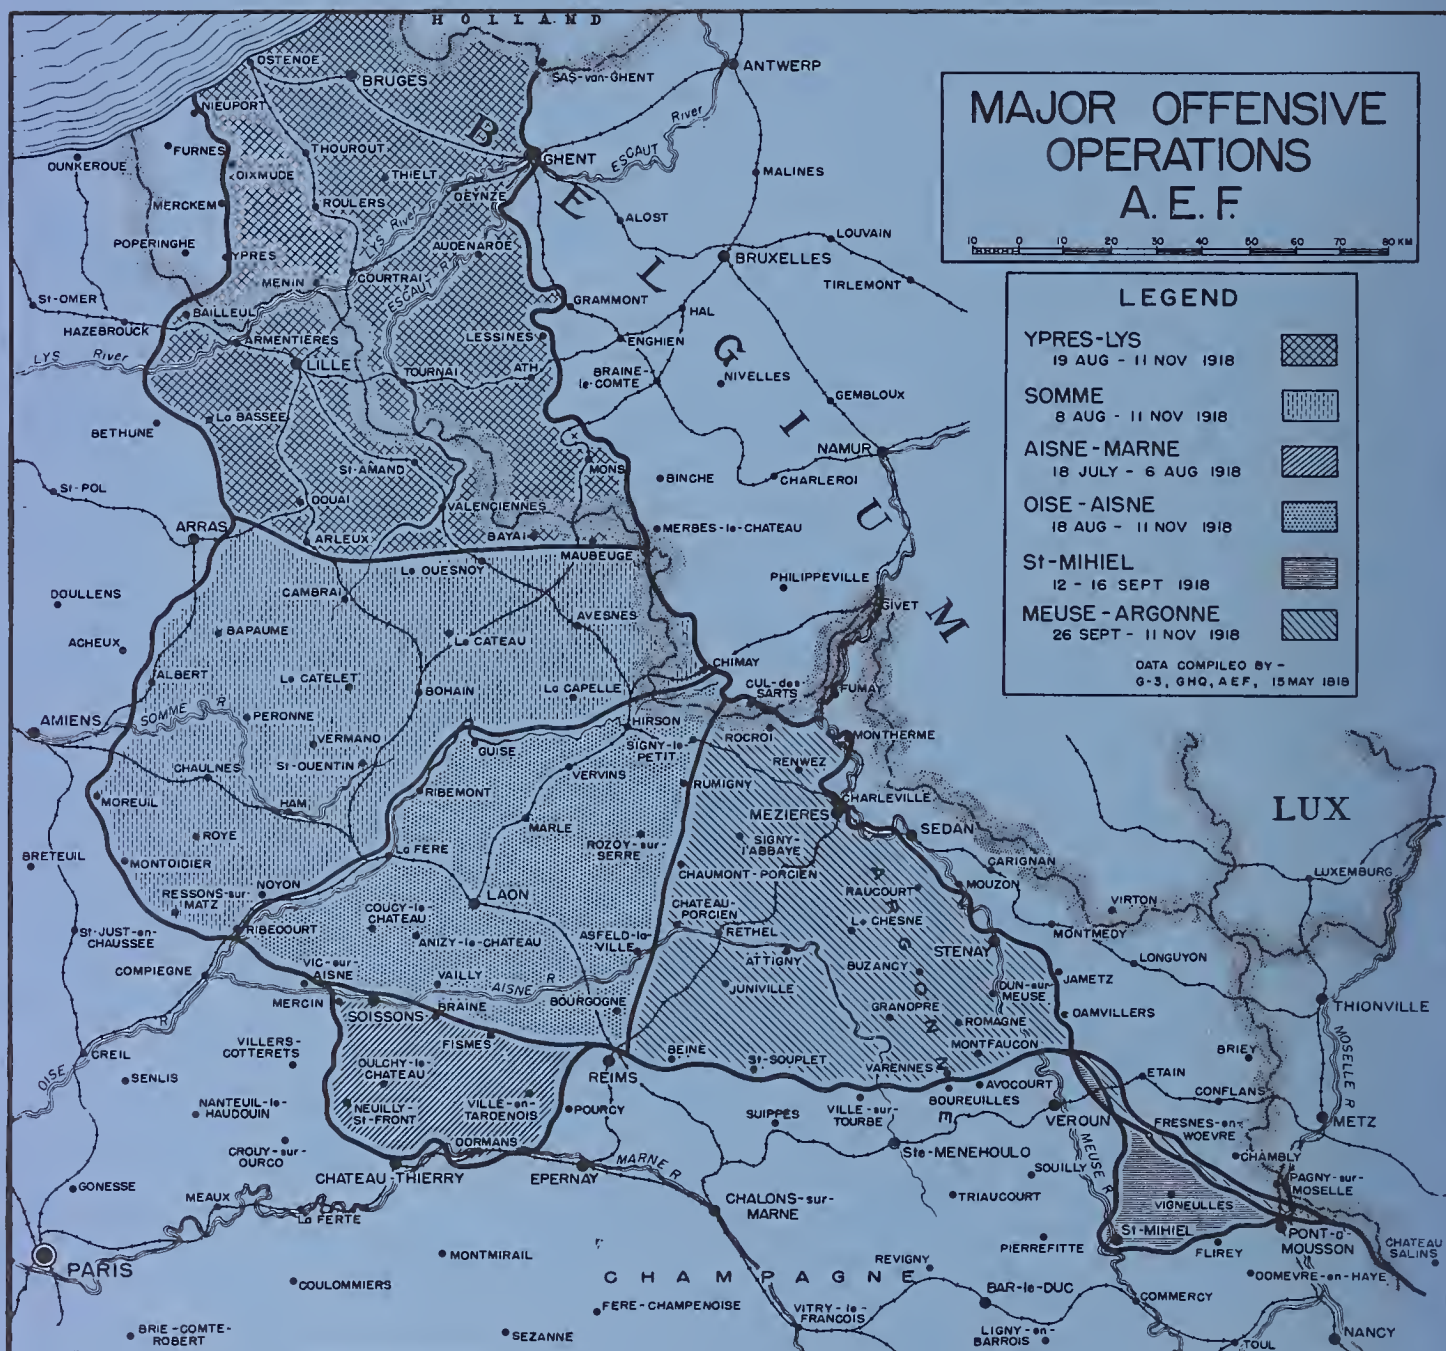 HOLLAND
MAJOR OFFENSIVE
OPERATIONS
A.E.F.
10 0 10 20 30 40 50 60 70 80 KM
LEGEND
YPRES-LYS
19 AUG - 11 NOV 1918
SOMME
8 AUG - 11 NOV 1918
AISNE-MARNE
18 JULY - 6 AUG 1918
OISE-AISNE
18 AUG - 11 NOV 1918
St-MIHIEL
12 - 16 SEPT 1918
MEUSE-ARGONNE
26 SEPT - 11 NOV 1918
DATA COMPILED BY -
G-3, GHQ, AEF, 15 MAY 1818
BELGIUM
LUX
ARGONNE
CHAMPAGNE
OSTENDE
BRUGES
SAS-van-GHENT
ANTWERP
NIEUPORT
FURNES
DUNKERQUE
DIXMUDE
THOUROUT
THIELT
GHENT
ESCAUT River
MALINES
MERCKEM
ROULERS
DEYNZE
LYS River
ALOST
LOUVAIN
POPERINGHE
YPRES
AUDENARDE
BRUXELLES
TIRLEMONT
MENIN
COURTRAI
ESCAUT R
St-OMER
HAZEBROUCK
BAILLEUL
GRAMMONT
HAL
LYS River
ARMENTIÈRES
LESSINES
ENGHIEN
LILLE
TOURNAI
ATH
BRAINE-
le-COMTE
NIVELLES
GEMBLOUX
La BASSEE
BETHUNE
NAMUR
St-AMAND
MONS
BINCHE
CHARLEROI
St-POL
DOUAI
VALENCIENNES
ARRAS
ARLEUX
BAVAI
MERBES-le-CHATEAU
MAUBEUGE
Le QUESNOY
PHILIPPEVILLE
GIVET
DOULLENS
CAMBRAI
AVESNES
ACHEUX
BAPAUME
Le CATEAU
CHIMAY
ALBERT
Le CATELET
BOHAIN
La CAPELLE
CUL-des-
SARTS
FUMAY
AMIENS
SOMME R
PERONNE
HIRSON
VERMAND
GUISE
SIGNY-le-
PETIT
ROCROI
MONTHERME
CHAULNES
St-QUENTIN
VERVINS
RENWEZ
MOREUIL
HAM
RIBEMONT
RUMIGNY
CHARLEVILLE
MEZIERES
ROYE
MARLE
ROZOY-sur-
SERRE
SIGNY-
l'ABBAYE
SEDAN
BRETEUIL
MONTDIDIER
La FERE
CHAUMONT-PORCIEN
CARIGNAN
LUXEMBURG
RESSONS-sur-
MATZ
NOYON
LAON
RAUCOURT
MOUZON
VIRTON
COUCY-le-
CHATEAU
CHATEAU-
PORCIEN
Le CHESNE
St-JUST-en-
CHAUSSEE
RIBECOURT
ANIZY-le-CHATEAU
ASFELD-la-
VILLE
RETHEL
STENAY
MONTMEDY
COMPIEGNE
VIC-sur-
AISNE
VAILLY
AISNE R
ATTIGNY
BUZANCY
JAMETZ
LONGUYON
MERCIN
SOISSONS
BRAINE
BOURGOGNE
JUNIVILLE
DUN-sur-
MEUSE
THIONVILLE
GRANDPRE
ROMAGNE
DAMVILLERS
MOSELLE R
OISE R
CREIL
VILLERS-
COTTERETS
FISMES
REIMS
BEINE
St-SOUPLET
MONTFAUCON
BRIEY
SENLIS
OULCHY-le-
CHATEAU
VARENNES
AVOCOURT
ETAIN
CONFLANS
NANTEUIL-le-
HAUDOUIN
NEUILLY-
St-FRONT
VILLE-en-
TARDENOIS
POURCY
SUIPPES
VILLE-sur-
TOURBE
BOUREUILLES
VERDUN
FRESNES-en-
WOEVRE
METZ
CROUY-sur-
OURCQ
DORMANS
MARNE R
Ste-MENEHOULD
SOUILLY
MEUSE R
CHAMBLY
GONESSE
MEAUX
CHATEAU-THIERRY
EPERNAY
CHALONS-sur-
MARNE
TRIAUCOURT
VIGNEULLES
PAGNY-sur-
MOSELLE
La FERTE
PARIS
MONTMIRAIL
PIERREFITTE
St-MIHIEL
FLIREY
PONT-a'-
MOUSSON
CHATEAU
SALINS
COULOMMIERS
REVIGNY
DOMEVRE-en-HAYE
BAR-le-DUC
COMMERCY
FERE-CHAMPENOISE
VITRY-le-
FRANCOIS
BRIE-COMTE-
ROBERT
SEZANNE
LIGNY-en-
BARROIS
TOUL
NANCY